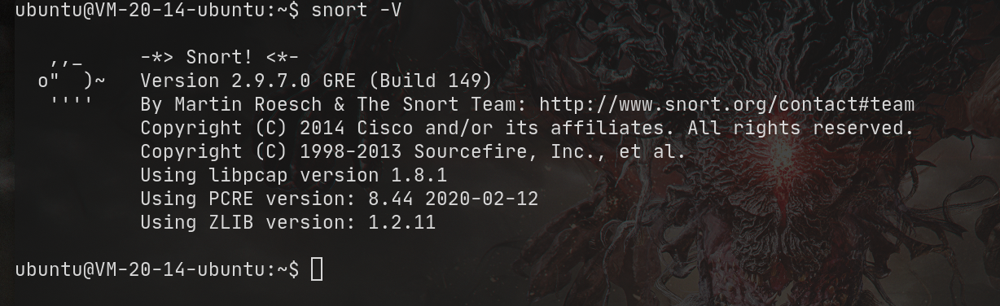 ubuntu@VM-20-14-ubuntu:~$ snort -V

   ,,_     -*> Snort! <*-
  o"  )~   Version 2.9.7.0 GRE (Build 149)
   ''''    By Martin Roesch & The Snort Team: http://www.snort.org/contact#team
           Copyright (C) 2014 Cisco and/or its affiliates. All rights reserved.
           Copyright (C) 1998-2013 Sourcefire, Inc., et al.
           Using libpcap version 1.8.1
           Using PCRE version: 8.44 2020-02-12
           Using ZLIB version: 1.2.11

ubuntu@VM-20-14-ubuntu:~$